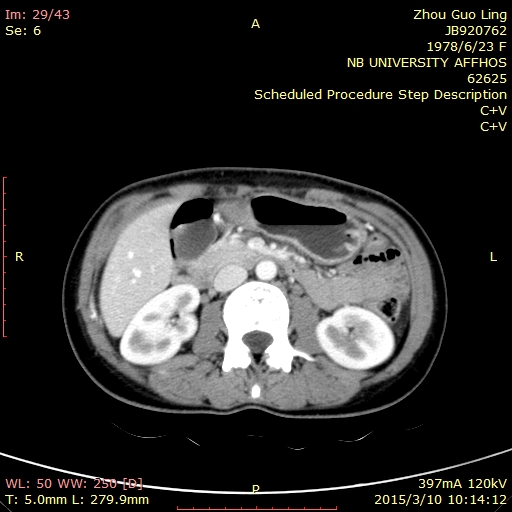 Im: 29/43
Se: 6
A
Zhou Guo Ling
JB920762
1978/6/23 F
NB UNIVERSITY AFFHOS
62625
Scheduled Procedure Step Description
C+V
C+V
R
L
WL: 50 WW: 250 [D]
T: 5.0mm L: 279.9mm
P
397mA 120kV
2015/3/10 10:14:12